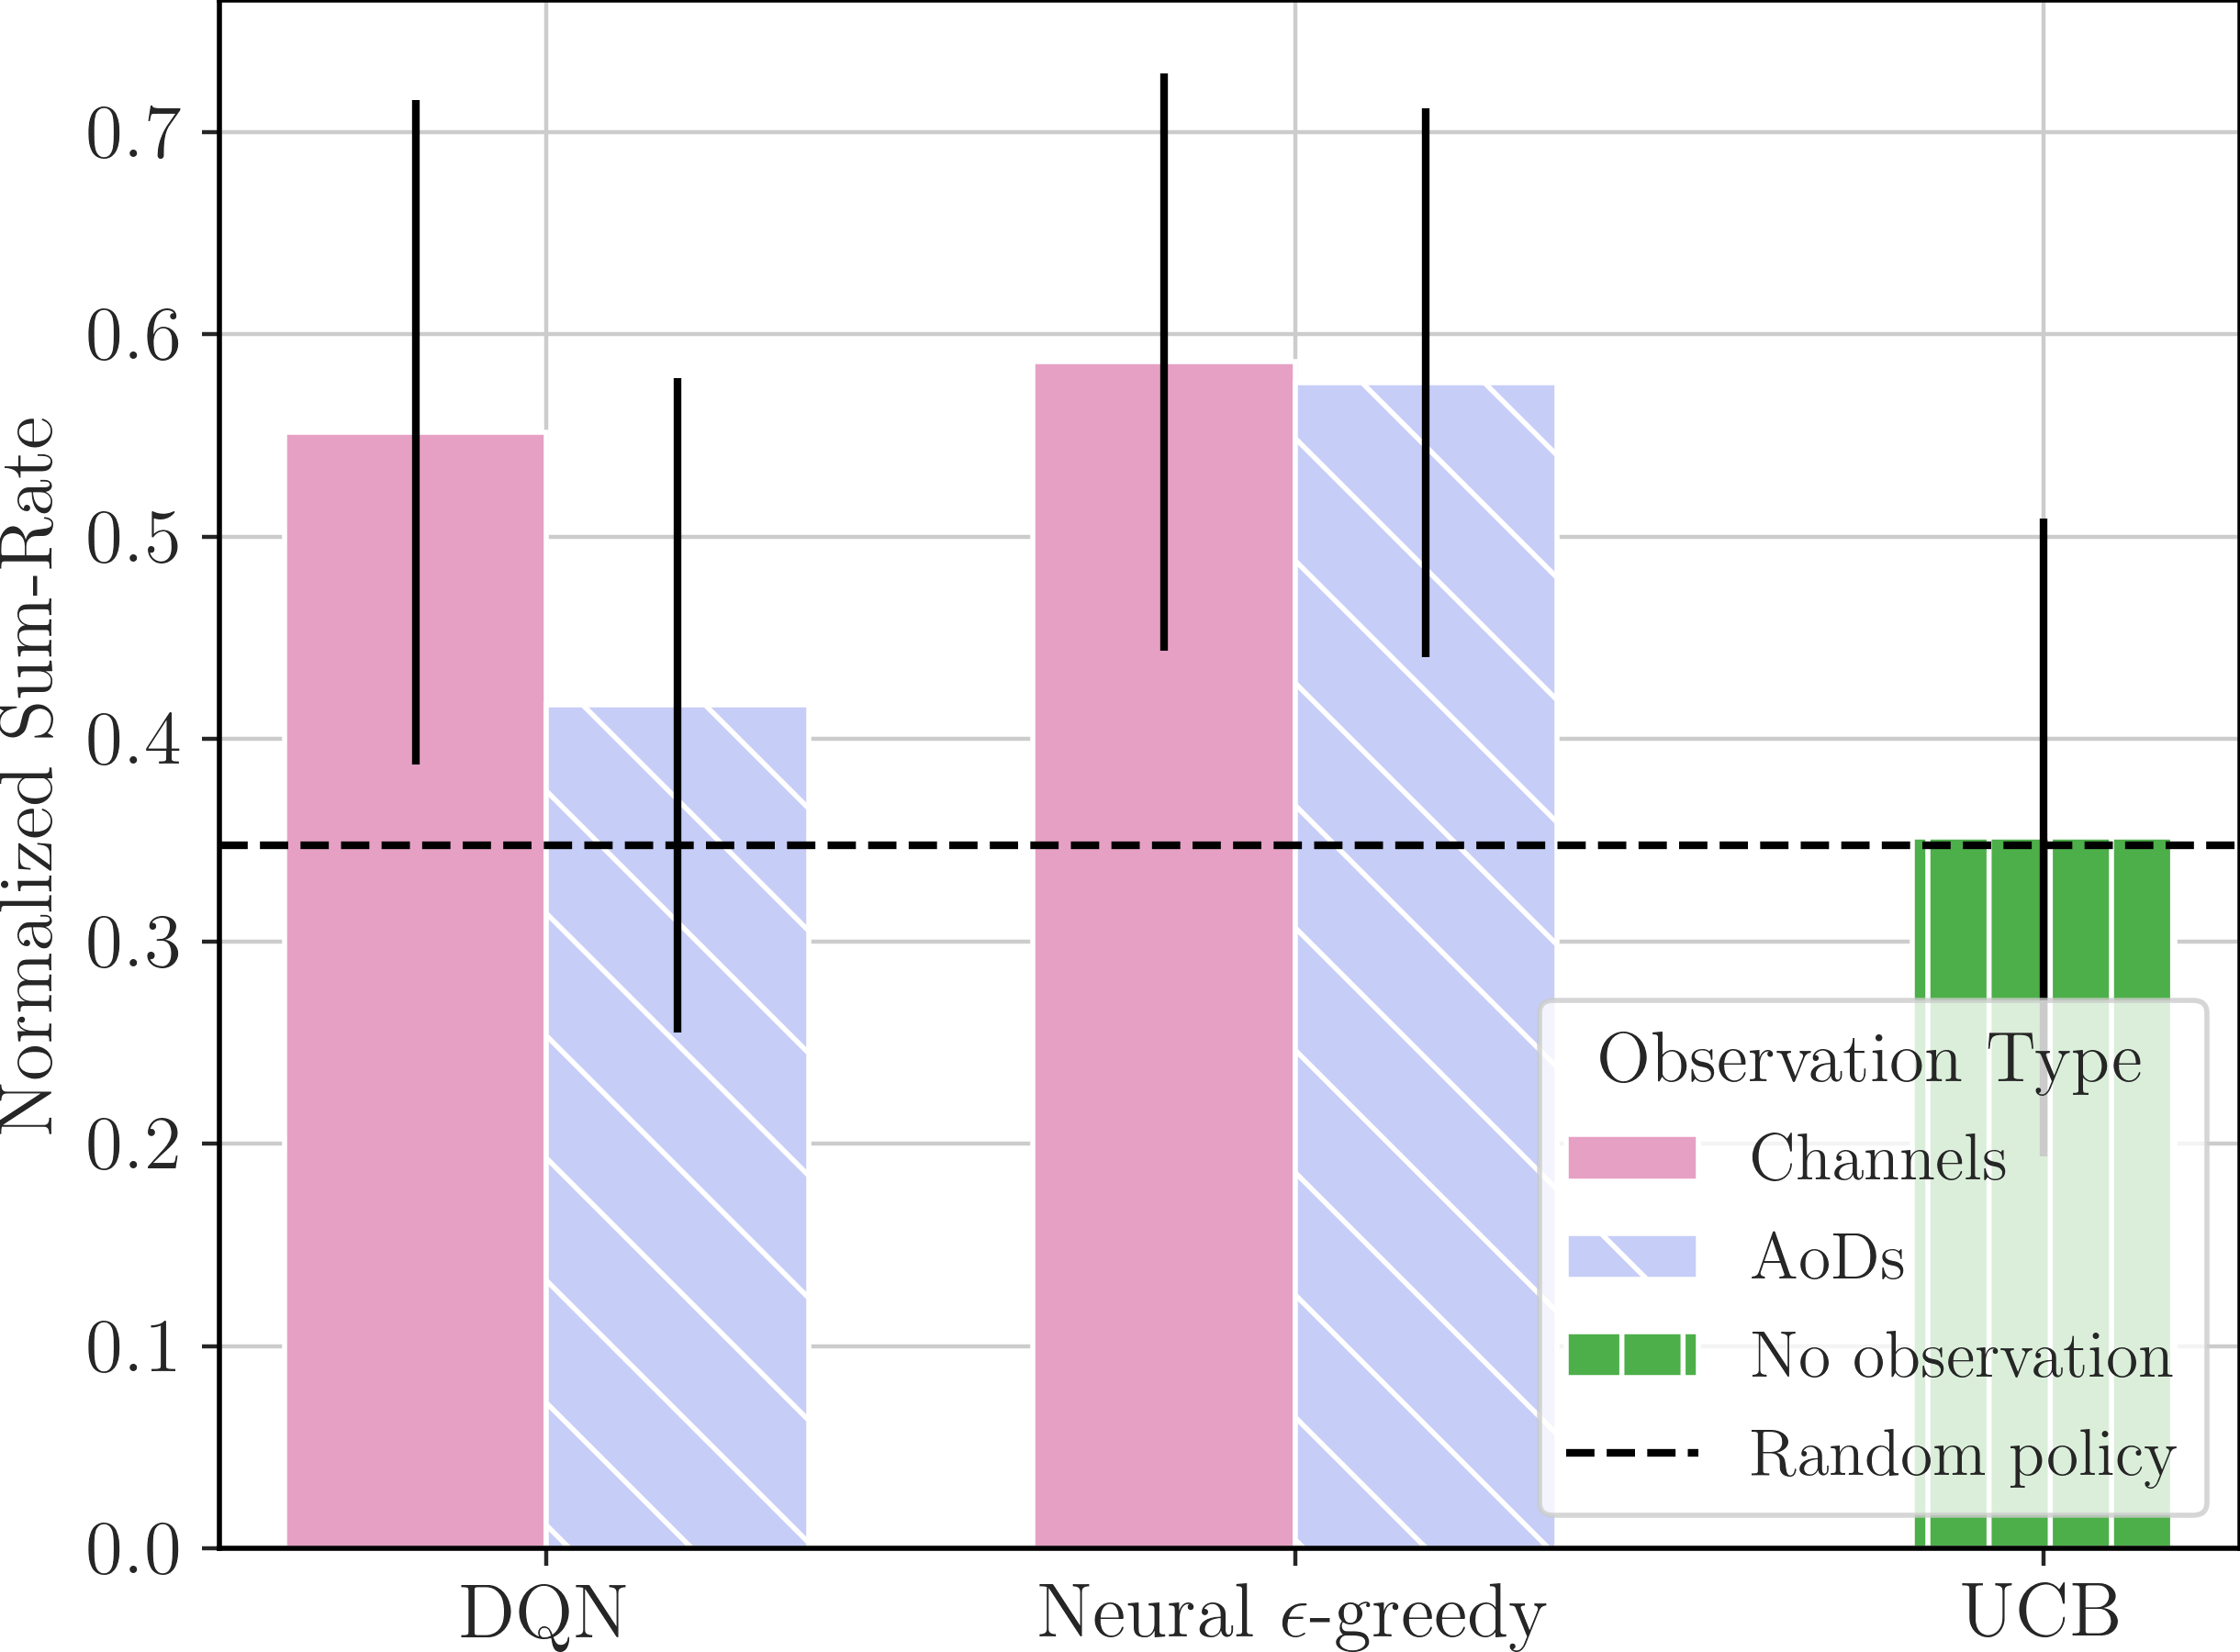 Normalized Sum-Rate
0.7
0.6
0.5
0.4
0.3
0.2
0.1
0.0
DQN
Neural ϵ-greedy
UCB
Observation Type
Channels
AoDs
No observation
Random policy